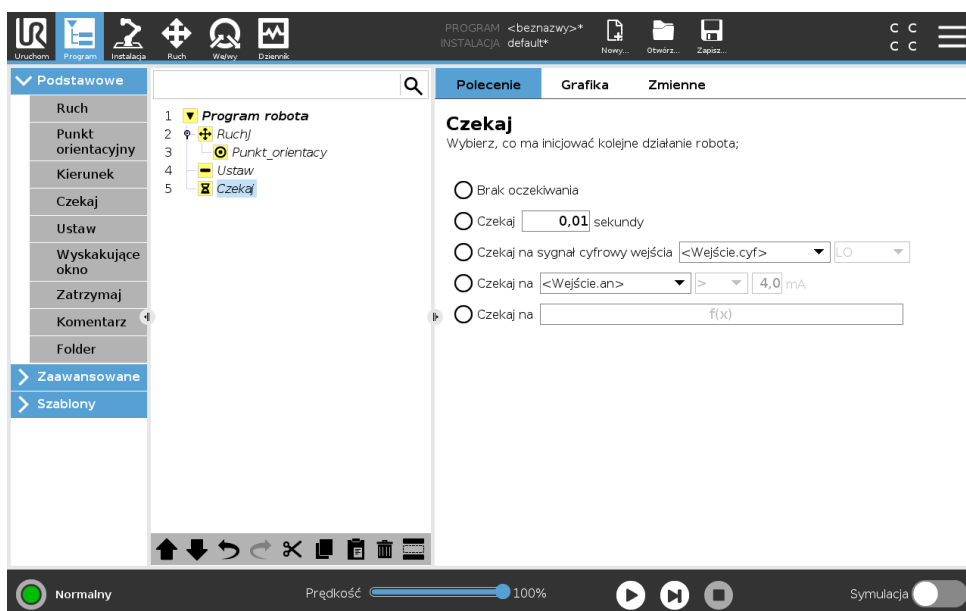 UR
PROGRAM <beznazwy>*
INSTALACJA default*
C C
C C
Uruchom Program Instalacja Ruch We/wy Dziennik Nowy... Otwórz... Zapisz...
Podstawowe
Ruch
Punkt
orientacyjny
Kierunek
Czekaj
Ustaw
Wyskakujące
okno
Zatrzymaj
Komentarz
Folder
Zaawansowane
Szablony
1 Program robota
2 RuchJ
3 Punkt_orientacy
4 Ustaw
5 Czekaj
Polecenie Grafika Zmienne
Czekaj
Wybierz, co ma inicjować kolejne działanie robota;
Brak oczekiwania
Czekaj 0,01 sekundy
Czekaj na sygnał cyfrowy wejścia <Wejście.cyf> LO
Czekaj na <Wejście.an> > 4,0 mA
Czekaj na f(x)
Normalny
Prędkość 100%
Symulacja